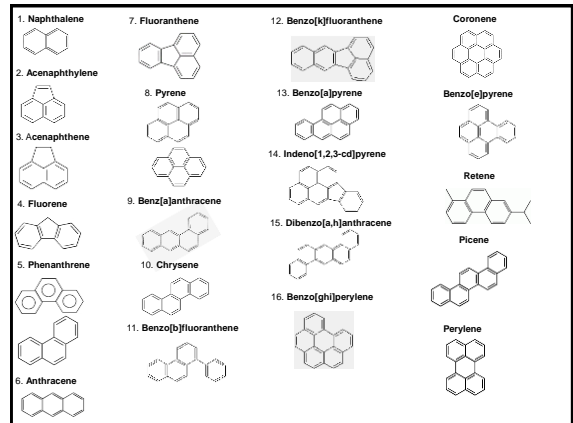 1. Naphthalene
2. Acenaphthylene
3. Acenaphthene
4. Fluorene
5. Phenanthrene
6. Anthracene
7. Fluoranthene
8. Pyrene
9. Benz[a]anthracene
10. Chrysene
11. Benzo[b]fluoranthene
12. Benzo[k]fluoranthene
13. Benzo[a]pyrene
14. Indeno[1,2,3-cd]pyrene
15. Dibenzo[a,h]anthracene
16. Benzo[ghi]perylene
Coronene
Benzo[e]pyrene
Retene
Picene
Perylene